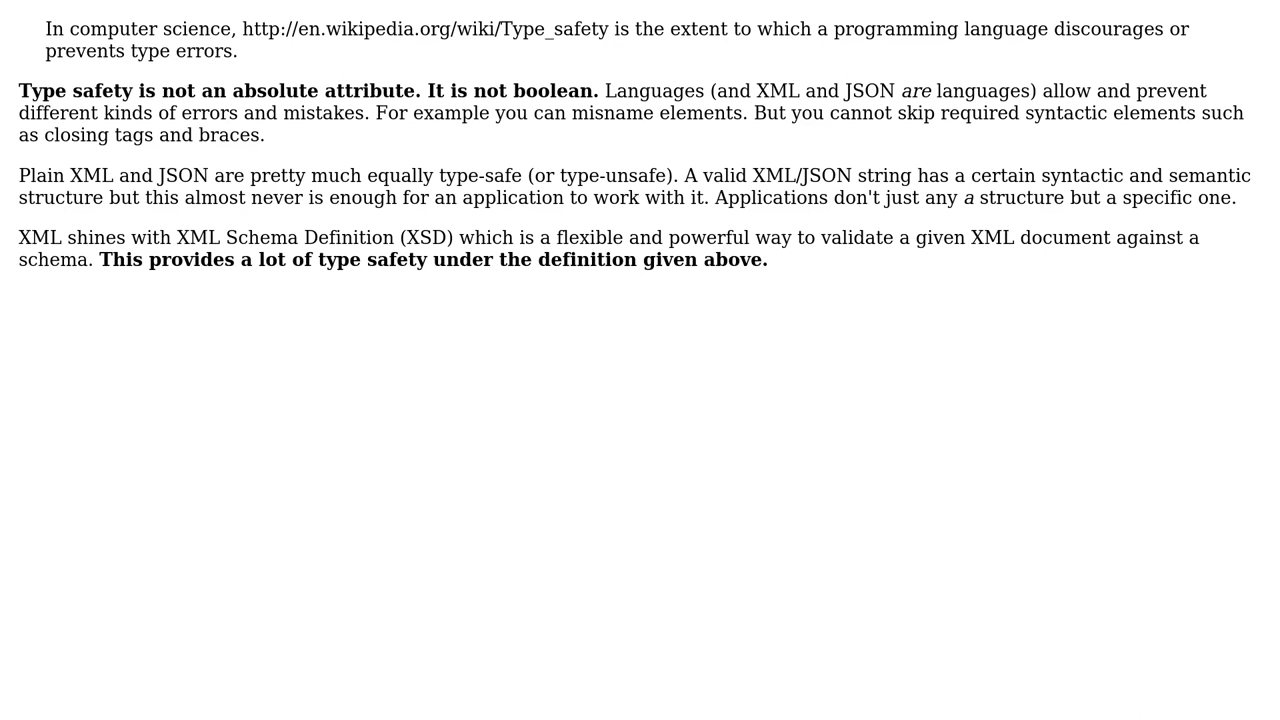 In computer science, http://en.wikipedia.org/wiki/Type_safety is the extent to which a programming language discourages or
prevents type errors.
Type safety is not an absolute attribute. It is not boolean. Languages (and XML and JSON are languages) allow and prevent
different kinds of errors and mistakes. For example you can misname elements. But you cannot skip required syntactic elements such
as closing tags and braces.
Plain XML and JSON are pretty much equally type-safe (or type-unsafe). A valid XML/JSON string has a certain syntactic and semantic
structure but this almost never is enough for an application to work with it. Applications don't just any a structure but a specific one.
XML shines with XML Schema Definition (XSD) which is a flexible and powerful way to validate a given XML document against a
schema. This provides a lot of type safety under the definition given above.